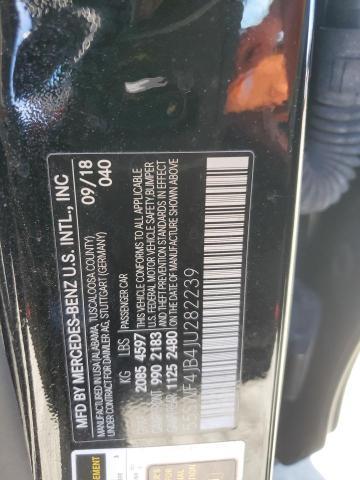 MFD BY MERCEDES-BENZ U.S. INTL., INC
PRODUCED IN USA (ALABAMA, TUSCALOOSA COUNTY)
UNDER CONTRACT FOR DAIMLER AG, STUTTGART (GERMANY)
09/18
040
KG LBS PASSENGER CAR
2085 4597
990 2183
1125 2480
THIS VEHICLE CONFORMS TO ALL APPLICABLE
U.S. FEDERAL MOTOR VEHICLE SAFETY, BUMPER
AND THEFT PREVENTION STANDARDS IN EFFECT
ON THE DATE OF MANUFACTURE SHOWN ABOVE.
55SWF4JB4JU282239